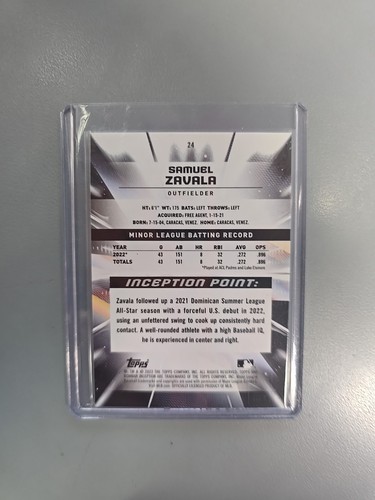 24
SAMUEL
ZAVALA
OUTFIELDER
HT: 6'1" WT: 175 BATS: LEFT THROWS: LEFT
ACQUIRED: FREE AGENT, 1-15-21
BORN: 7-15-04, CARACAS, VENEZ. HOME: CARACAS, VENEZ.
MINOR LEAGUE BATTING RECORD
YEAR G AB HR RBI AVG OPS
2022* 43 151 8 32 .272 .896
TOTALS 43 151 8 32 .272 .896
*Played at ACL Padres and Lake Elsinore.
INCEPTION POINT:
Zavala followed up a 2021 Dominican Summer League
All-Star season with a forceful U.S. debut in 2022,
using an unfettered swing to cook up consistently hard
contact. A well-rounded athlete with a high Baseball IQ,
he is experienced in center and right.
TOPPS